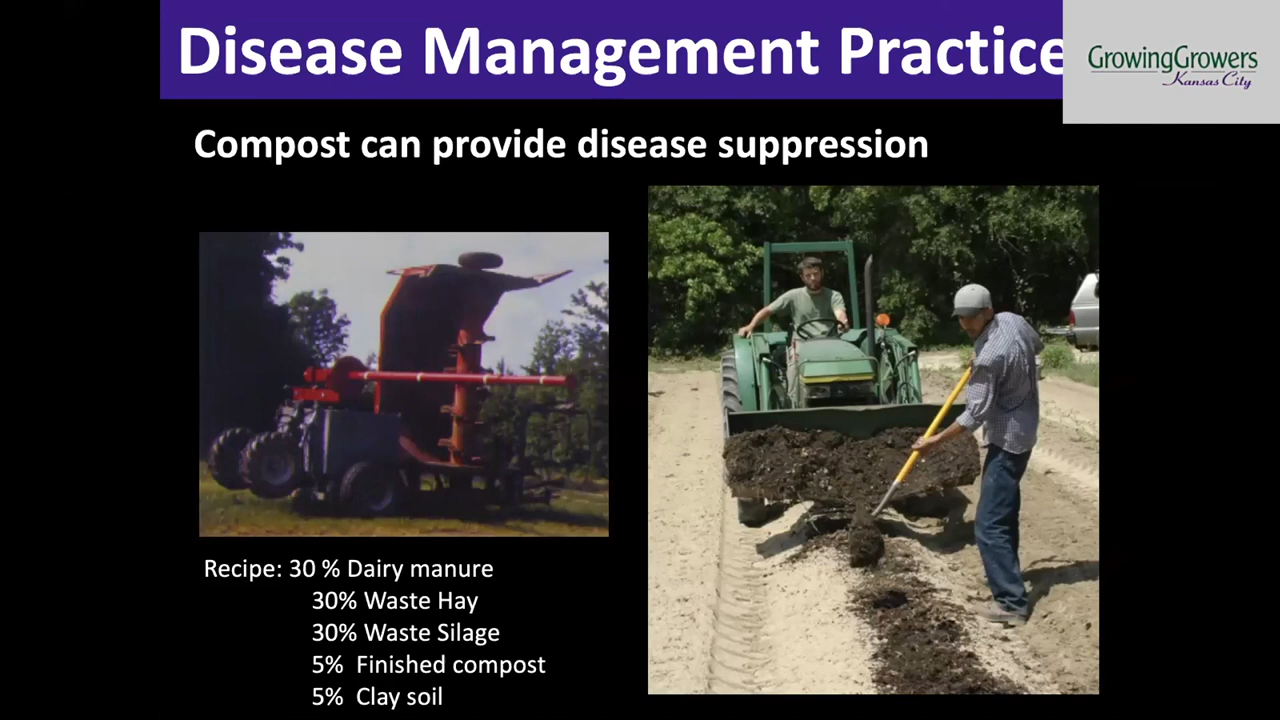 Disease Management Practice
GrowingGrowers
Kansas City
Compost can provide disease suppression
Recipe: 30 % Dairy manure
30% Waste Hay
30% Waste Silage
5% Finished compost
5% Clay soil